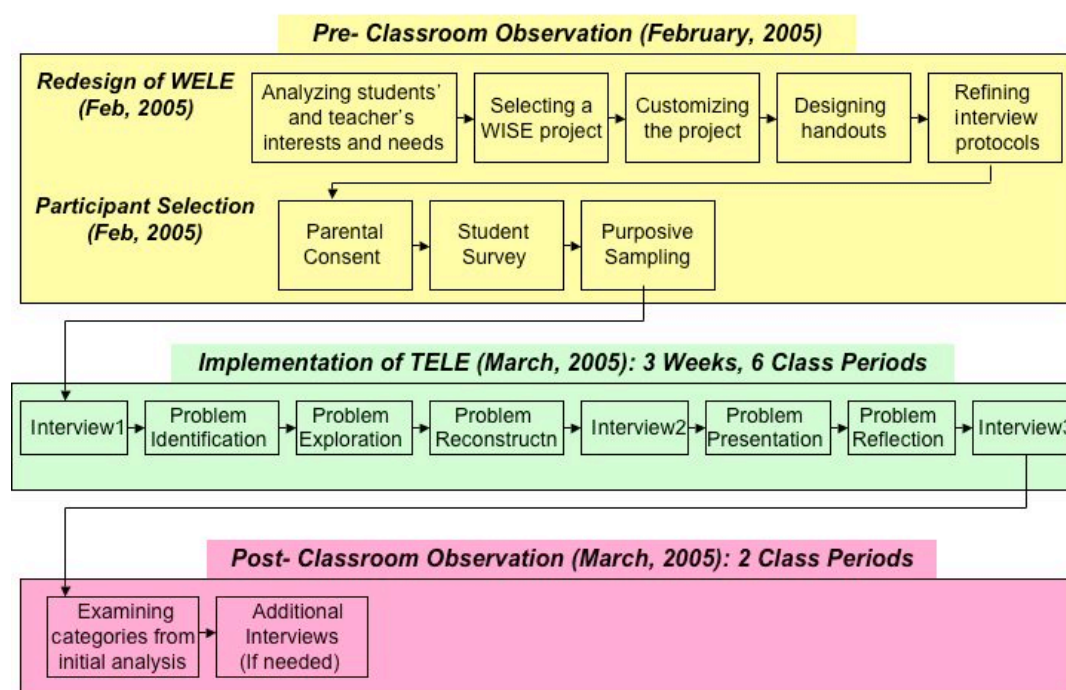 Pre- Classroom Observation (February, 2005)
Redesign of WELE
(Feb, 2005)
Analyzing students'
and teacher's
interests and needs
Selecting a
WISE project
Customizing
the project
Designing
handouts
Refining
interview
protocols
Participant Selection
(Feb, 2005)
Parental
Consent
Student
Survey
Purposive
Sampling
Implementation of TELE (March, 2005): 3 Weeks, 6 Class Periods
Interview1
Problem
Identification
Problem
Exploration
Problem
Reconstructn
Interview2
Problem
Presentation
Problem
Reflection
Interview3
Post- Classroom Observation (March, 2005): 2 Class Periods
Examining
categories from
initial analysis
Additional
Interviews
(If needed)